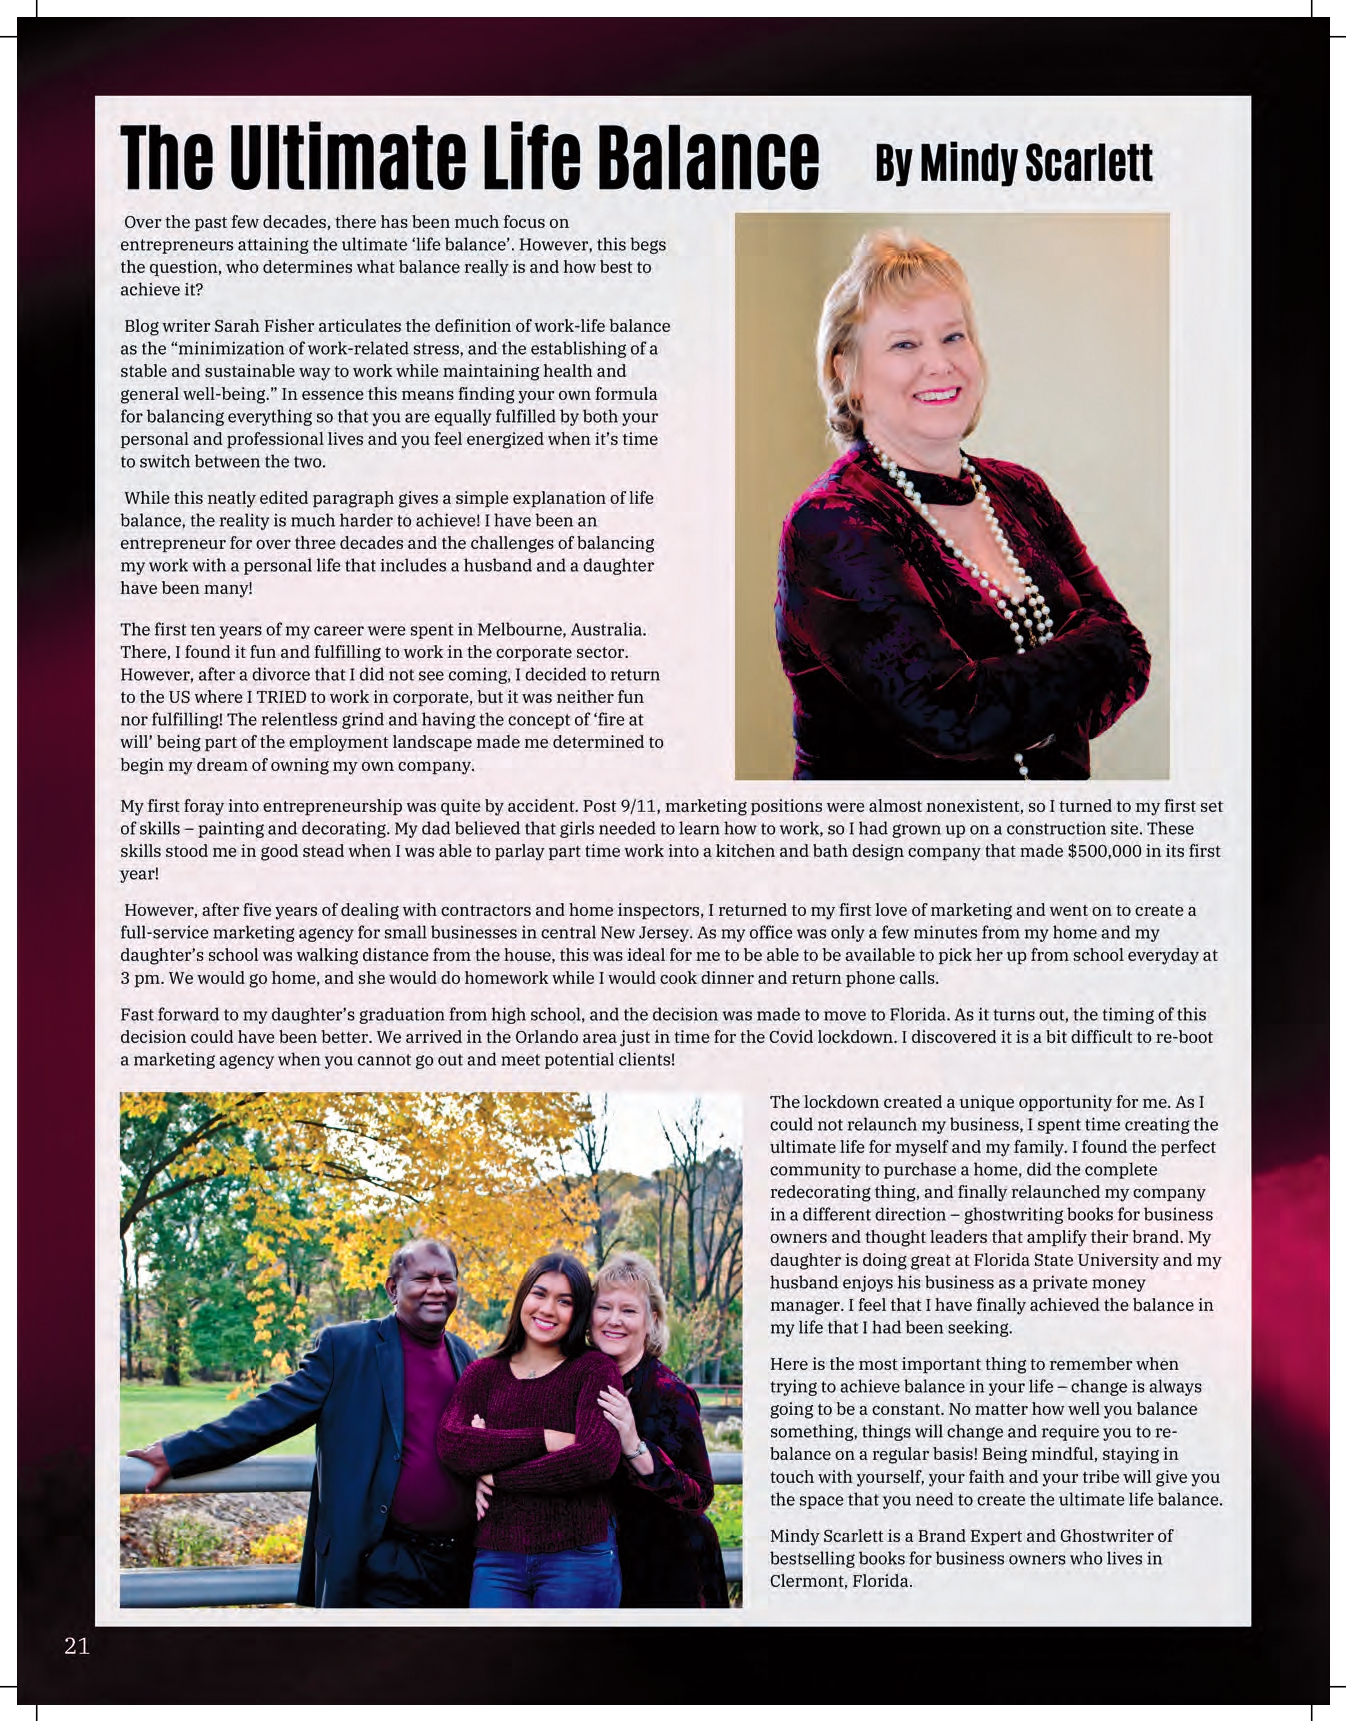 The Ultimate Life Balance
By Mindy Scarlett
Over the past few decades, there has been much focus on
entrepreneurs attaining the ultimate ‘life balance’. However, this begs
the question, who determines what balance really is and how best to
achieve it?
Blog writer Sarah Fisher articulates the definition of work-life balance
as the “minimization of work-related stress, and the establishing of a
stable and sustainable way to work while maintaining health and
general well-being.” In essence this means finding your own formula
for balancing everything so that you are equally fulfilled by both your
personal and professional lives and you feel energized when it’s time
to switch between the two.
While this neatly edited paragraph gives a simple explanation of life
balance, the reality is much harder to achieve! I have been an
entrepreneur for over three decades and the challenges of balancing
my work with a personal life that includes a husband and a daughter
have been many!
The first ten years of my career were spent in Melbourne, Australia.
There, I found it fun and fulfilling to work in the corporate sector.
However, after a divorce that I did not see coming, I decided to return
to the US where I TRIED to work in corporate, but it was neither fun
nor fulfilling! The relentless grind and having the concept of ‘fire at
will’ being part of the employment landscape made me determined to
begin my dream of owning my own company.
My first foray into entrepreneurship was quite by accident. Post 9/11, marketing positions were almost nonexistent, so I turned to my first set
of skills – painting and decorating. My dad believed that girls needed to learn how to work, so I had grown up on a construction site. These
skills stood me in good stead when I was able to parlay part time work into a kitchen and bath design company that made $500,000 in its first
year!
However, after five years of dealing with contractors and home inspectors, I returned to my first love of marketing and went on to create a
full-service marketing agency for small businesses in central New Jersey. As my office was only a few minutes from my home and my
daughter’s school was walking distance from the house, this was ideal for me to be able to be available to pick her up from school everyday at
3 pm. We would go home, and she would do homework while I would cook dinner and return phone calls.
Fast forward to my daughter’s graduation from high school, and the decision was made to move to Florida. As it turns out, the timing of this
decision could have been better. We arrived in the Orlando area just in time for the Covid lockdown. I discovered it is a bit difficult to re-boot
a marketing agency when you cannot go out and meet potential clients!
The lockdown created a unique opportunity for me. As I
could not relaunch my business, I spent time creating the
ultimate life for myself and my family. I found the perfect
community to purchase a home, did the complete
redecorating thing, and finally relaunched my company
in a different direction – ghostwriting books for business
owners and thought leaders that amplify their brand. My
daughter is doing great at Florida State University and my
husband enjoys his business as a private money
manager. I feel that I have finally achieved the balance in
my life that I had been seeking.
Here is the most important thing to remember when
trying to achieve balance in your life – change is always
going to be a constant. No matter how well you balance
something, things will change and require you to re-
balance on a regular basis! Being mindful, staying in
touch with yourself, your faith and your tribe will give you
the space that you need to create the ultimate life balance.
Mindy Scarlett is a Brand Expert and Ghostwriter of
bestselling books for business owners who lives in
Clermont, Florida.
21